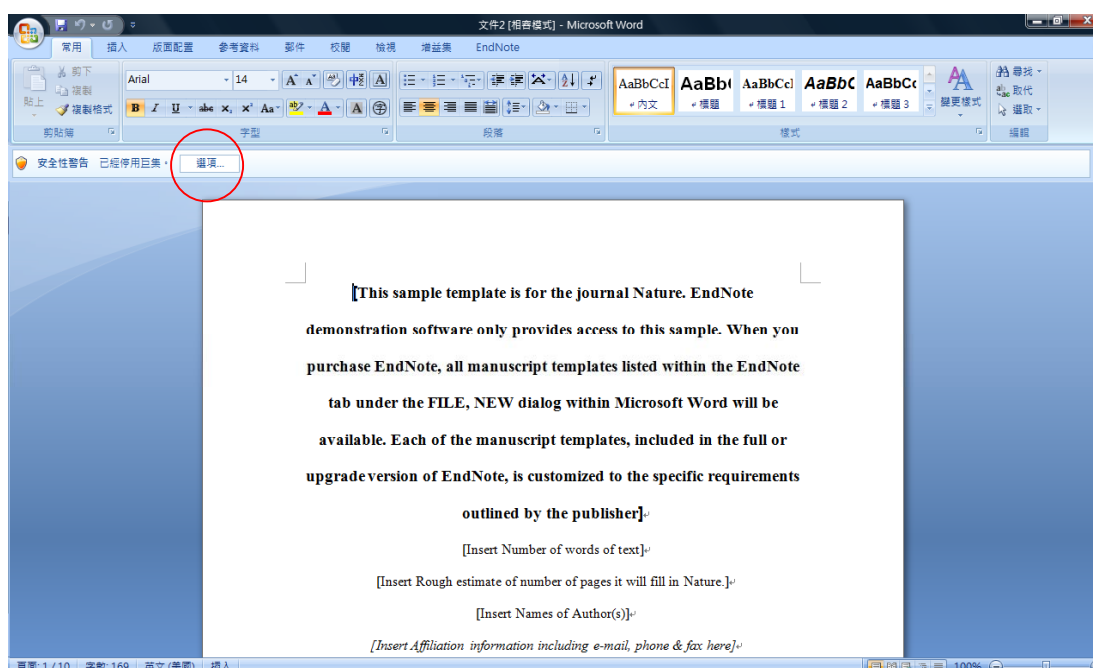 文件2 [相容模式] - Microsoft Word
常用 插入 版面配置 參考資料 郵件 校閱 檢視 增益集 EndNote
貼上 剪下 複製 複製格式
Arial 14
AaBbCcI AaBb( AaBbCcl AaBbC AaBbCc
內文 標題 標題 1 標題 2 標題 3
變更樣式
尋找 取代 選取
剪貼簿 字型 段落 樣式 編輯
安全性警告 已經停用巨集。 選項...
[This sample template is for the journal Nature. EndNote
demonstration software only provides access to this sample. When you
purchase EndNote, all manuscript templates listed within the EndNote
tab under the FILE, NEW dialog within Microsoft Word will be
available. Each of the manuscript templates, included in the full or
upgrade version of EndNote, is customized to the specific requirements
outlined by the publisher]
[Insert Number of words of text]
[Insert Rough estimate of number of pages it will fill in Nature.]
[Insert Names of Author(s)]
[Insert Affiliation information including e-mail, phone & fax here]
頁面: 1 / 10 字數: 169 英文 (美國) 插入 100%